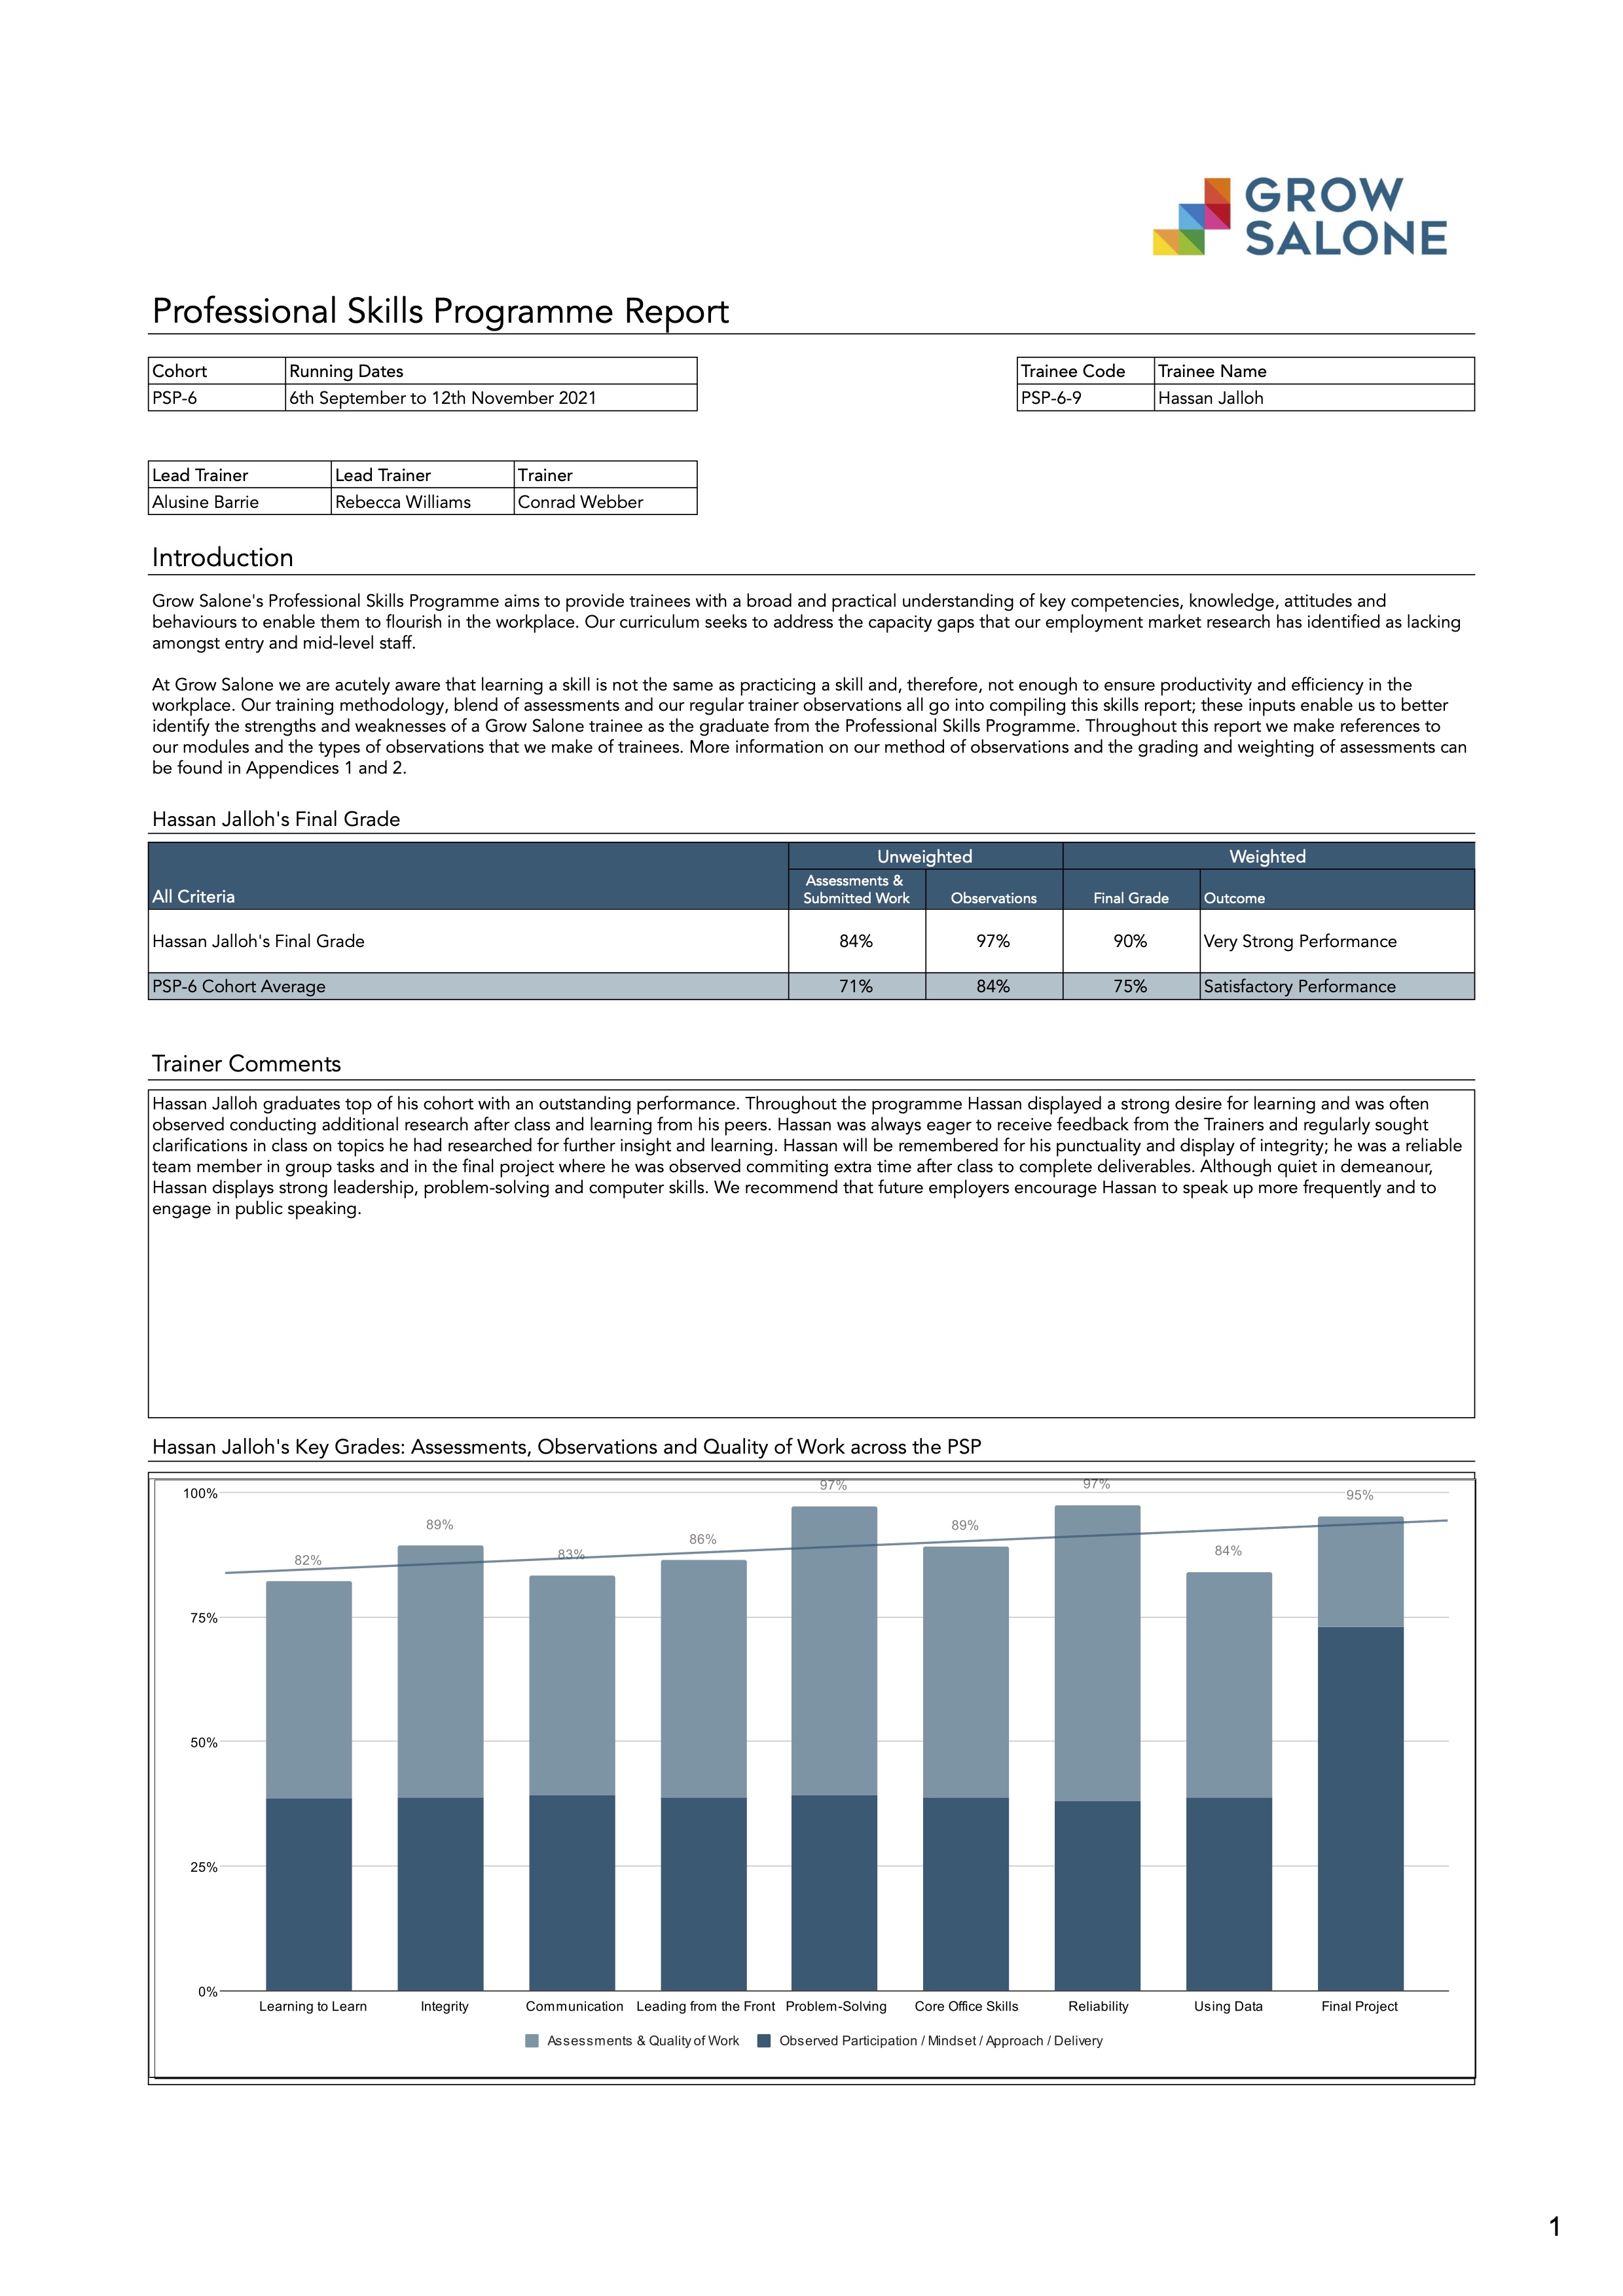 GROW
SALONE
Professional Skills Programme Report
Cohort Running Dates
PSP-6 6th September to 12th November 2021
Trainee Code Trainee Name
PSP-6-9 Hassan Jalloh
Lead Trainer Lead Trainer Trainer
Alusine Barrie Rebecca Williams Conrad Webber
Introduction
Grow Salone's Professional Skills Programme aims to provide trainees with a broad and practical understanding of key competencies, knowledge, attitudes and
behaviours to enable them to flourish in the workplace. Our curriculum seeks to address the capacity gaps that our employment market research has identified as lacking
amongst entry and mid-level staff.
At Grow Salone we are acutely aware that learning a skill is not the same as practicing a skill and, therefore, not enough to ensure productivity and efficiency in the
workplace. Our training methodology, blend of assessments and our regular trainer observations all go into compiling this skills report; these inputs enable us to better
identify the strengths and weaknesses of a Grow Salone trainee as the graduate from the Professional Skills Programme. Throughout this report we make references to
our modules and the types of observations that we make of trainees. More information on our method of observations and the grading and weighting of assessments can
be found in Appendices 1 and 2.
Hassan Jalloh's Final Grade
Unweighted Weighted
All Criteria
Assessments &
Submitted Work Observations Final Grade Outcome
Hassan Jalloh's Final Grade 84% 97% 90% Very Strong Performance
PSP-6 Cohort Average 71% 84% 75% Satisfactory Performance
Trainer Comments
Hassan Jalloh graduates top of his cohort with an outstanding performance. Throughout the programme Hassan displayed a strong desire for learning and was often
observed conducting additional research after class and learning from his peers. Hassan was always eager to receive feedback from the Trainers and regularly sought
clarifications in class on topics he had researched for further insight and learning. Hassan will be remembered for his punctuality and display of integrity; he was a reliable
team member in group tasks and in the final project where he was observed commiting extra time after class to complete deliverables. Although quiet in demeanour,
Hassan displays strong leadership, problem-solving and computer skills. We recommend that future employers encourage Hassan to speak up more frequently and to
engage in public speaking.
Hassan Jalloh's Key Grades: Assessments, Observations and Quality of Work across the PSP
100%
75%
50%
25%
0%
82% 89% 83% 86% 97% 89% 97% 84% 95%
Learning to Learn Integrity Communication Leading from the Front Problem-Solving Core Office Skills Reliability Using Data Final Project
Assessments & Quality of Work Observed Participation / Mindset / Approach / Delivery
1